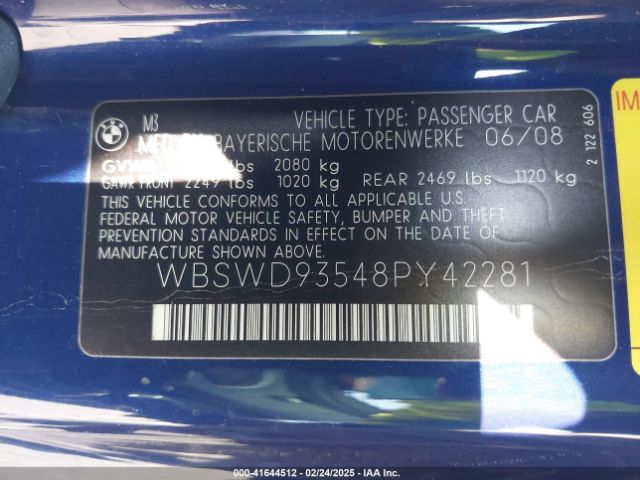 BMW
M3 VEHICLE TYPE: PASSENGER CAR
BAYERISCHE MOTORENWERKE 06/08
lbs 2080 kg
GAWR FRONT 2249 lbs 1020 kg REAR 2469 lbs 1120 kg
THIS VEHICLE CONFORMS TO ALL APPLICABLE U.S.
FEDERAL MOTOR VEHICLE SAFETY, BUMPER AND THEFT
PREVENTION STANDARDS IN EFFECT ON THE DATE OF
MANUFACTURE SHOWN ABOVE.
WBSWD93548PY42281
2 122 606
IM
000-41644512 - 02/24/2025 - IAA Inc.